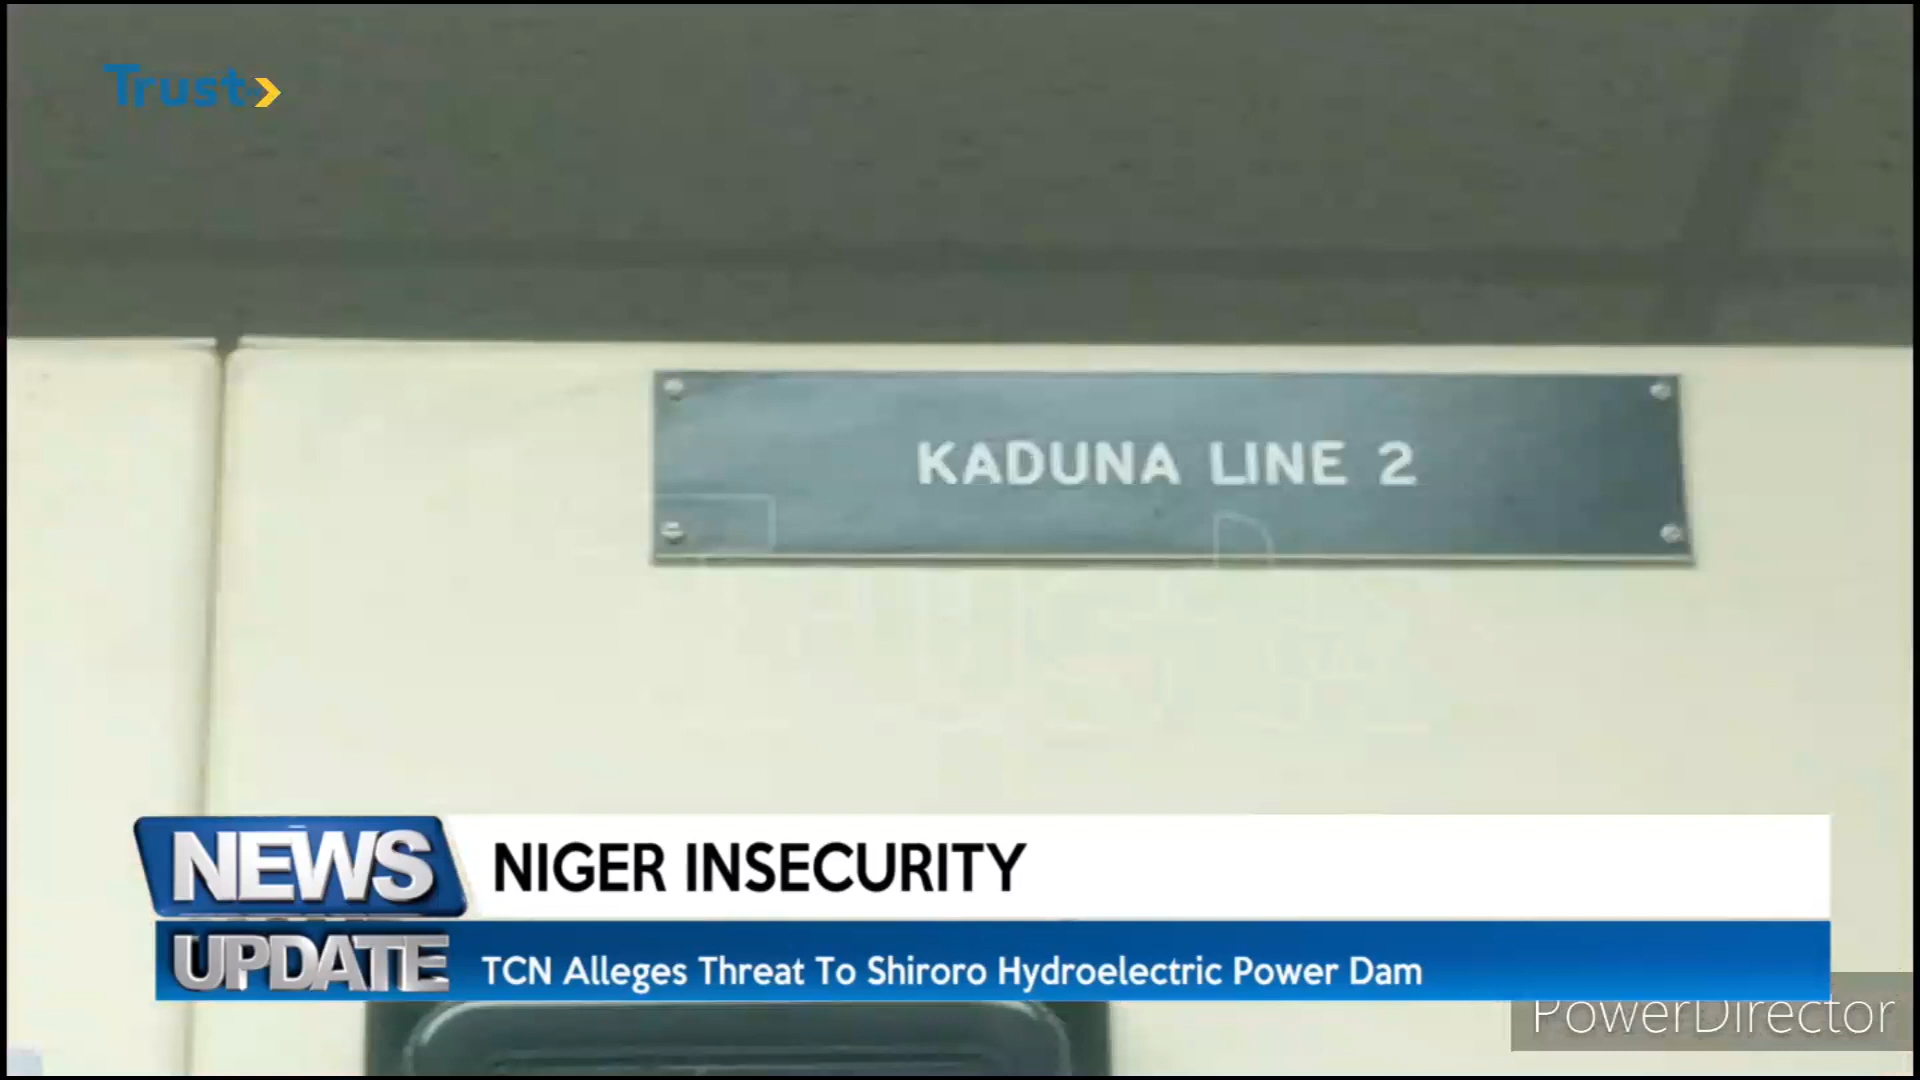 Trust
KADUNA LINE 2
NEWS
UPDATE
NIGER INSECURITY
TCN Alleges Threat To Shiroro Hydroelectric Power Dam
PowerDirector